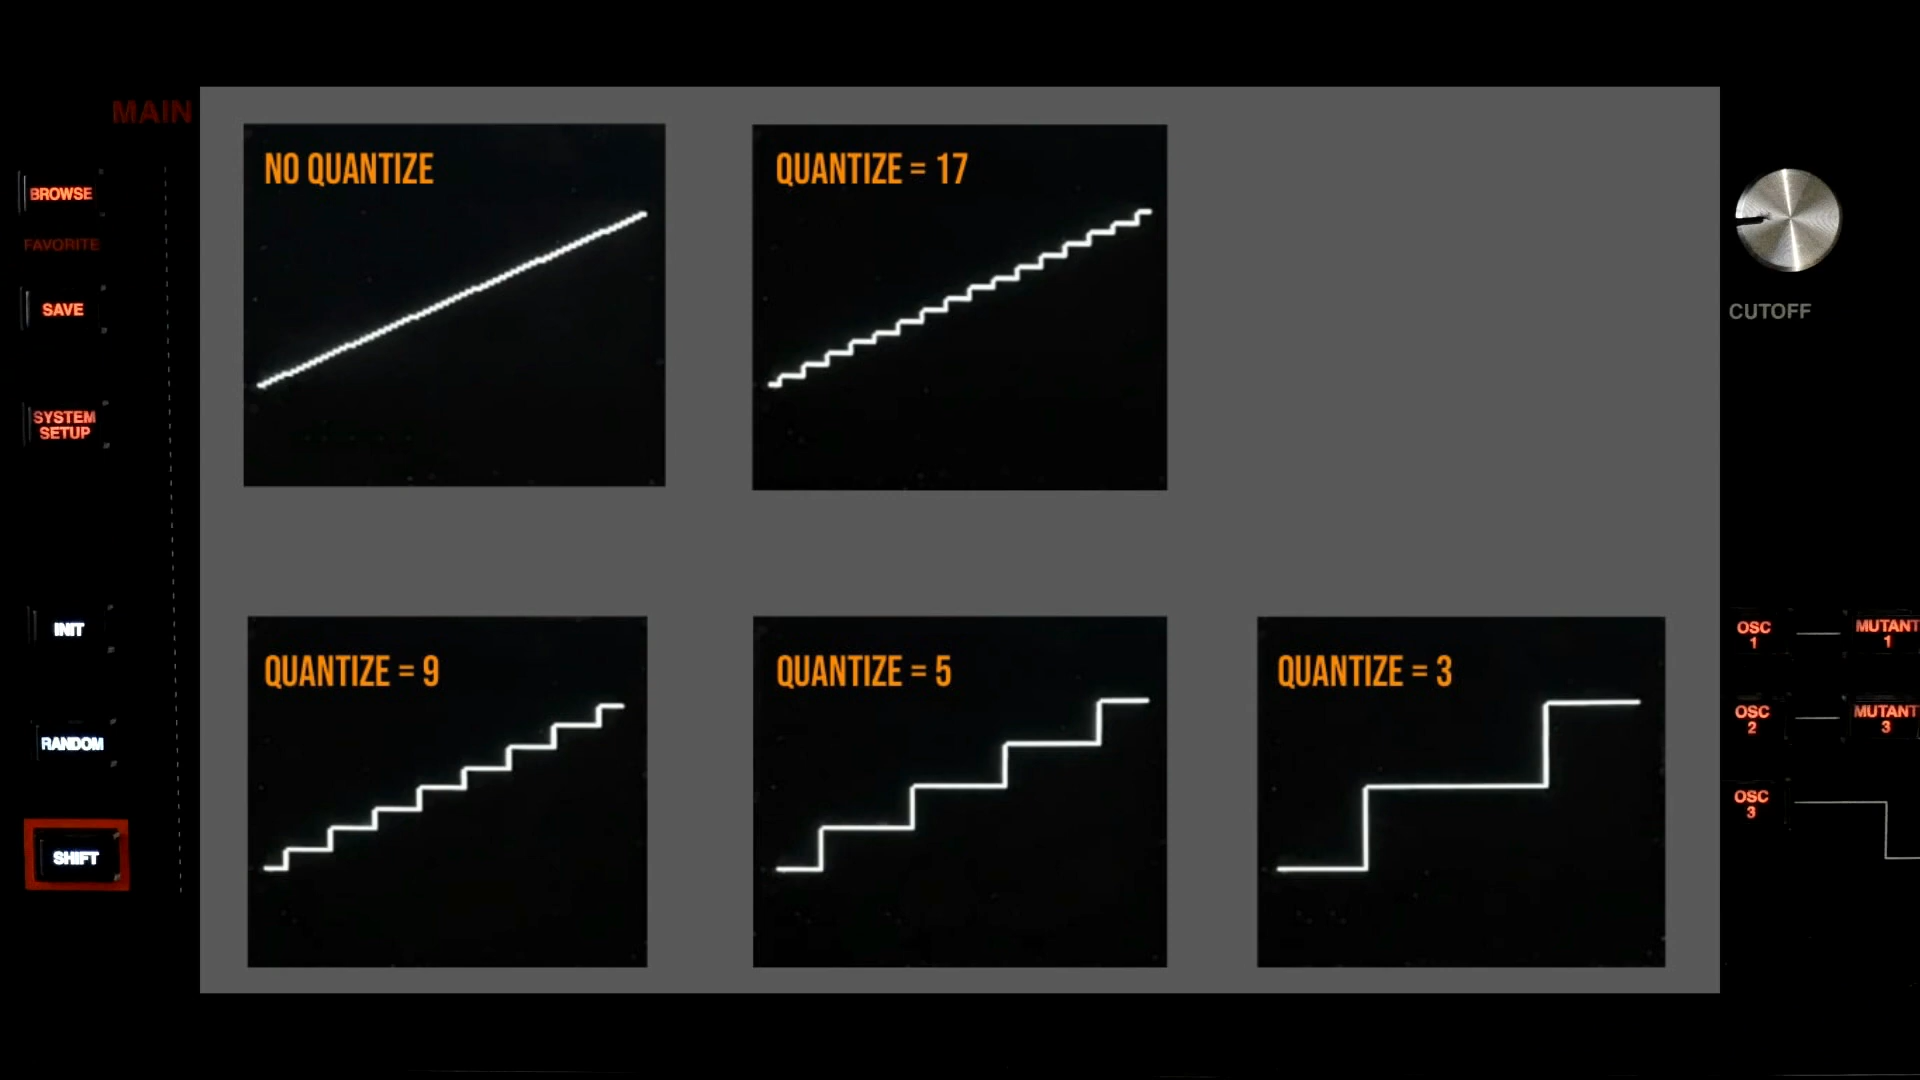 MAIN
BROWSE
FAVORITE
SAVE
SYSTEM
SETUP
INIT
RANDOM
SHIFT
NO QUANTIZE
QUANTIZE = 17
QUANTIZE = 9
QUANTIZE = 5
QUANTIZE = 3
CUTOFF
OSC
1
MUTANT
1
OSC
2
MUTANT
3
OSC
3